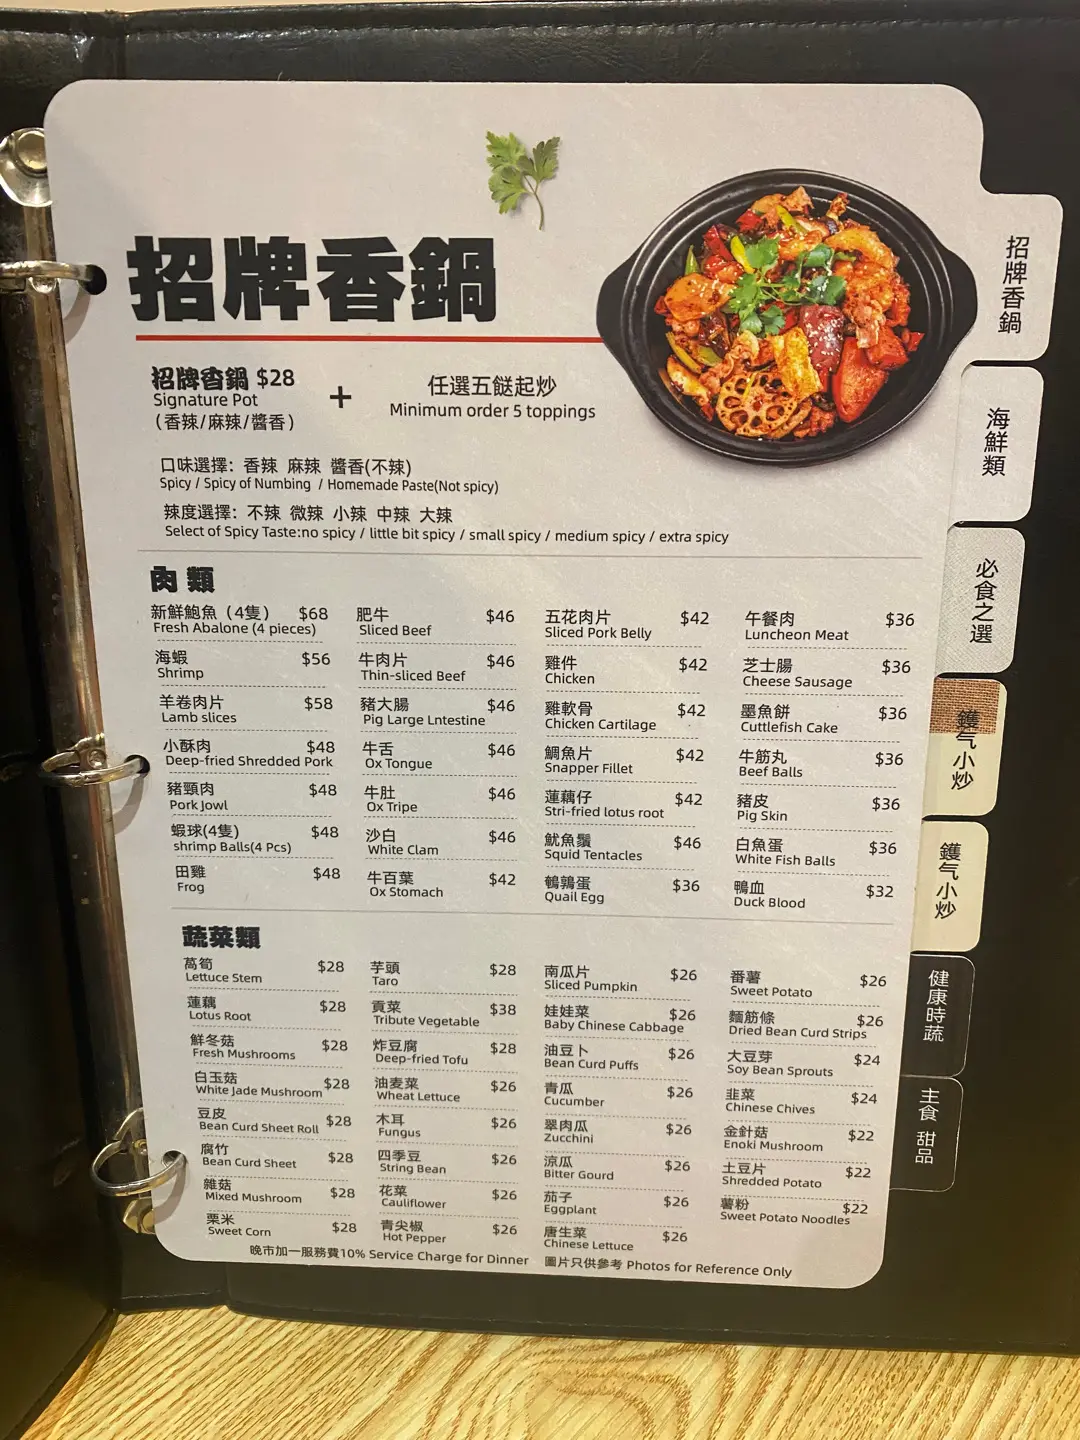 招牌香鍋
招牌香鍋 $28
Signature Pot
(香辣/麻辣/醬香)
+
任選五餸起炒
Minimum order 5 toppings
口味選擇: 香辣 麻辣 醬香(不辣)
Spicy / Spicy of Numbing / Homemade Paste(Not spicy)
辣度選擇: 不辣 微辣 小辣 中辣 大辣
Select of Spicy Taste:no spicy / little bit spicy / small spicy / medium spicy / extra spicy
肉類
新鮮鮑魚 (4隻) $68
Fresh Abalone (4 pieces)
海蝦 $56
Shrimp
羊卷肉片 $58
Lamb slices
小酥肉 $48
Deep-fried Shredded Pork
豬頸肉 $48
Pork Jowl
蝦球(4隻) $48
shrimp Balls(4 Pcs)
田雞 $48
Frog
肥牛 $46
Sliced Beef
牛肉片 $46
Thin-sliced Beef
豬大腸 $46
Pig Large Lntestine
牛舌 $46
Ox Tongue
牛肚 $46
Ox Tripe
沙白 $46
White Clam
牛百葉 $42
Ox Stomach
五花肉片 $42
Sliced Pork Belly
雞件 $42
Chicken
雞軟骨 $42
Chicken Cartilage
鯛魚片 $42
Snapper Fillet
蓮藕仔 $42
Stri-fried lotus root
魷魚鬚 $46
Squid Tentacles
鵪鶉蛋 $36
Quail Egg
午餐肉 $36
Luncheon Meat
芝士腸 $36
Cheese Sausage
墨魚餅 $36
Cuttlefish Cake
牛筋丸 $36
Beef Balls
豬皮 $36
Pig Skin
白魚蛋 $36
White Fish Balls
鴨血 $32
Duck Blood
蔬菜類
萵筍 $28
Lettuce Stem
蓮藕 $28
Lotus Root
鮮冬菇 $28
Fresh Mushrooms
白玉菇 $28
White Jade Mushroom
豆皮 $28
Bean Curd Sheet Roll
腐竹 $28
Bean Curd Sheet
雜菇 $28
Mixed Mushroom
粟米 $28
Sweet Corn
芋頭 $28
Taro
貢菜 $38
Tribute Vegetable
炸豆腐 $28
Deep-fried Tofu
油麦菜 $26
Wheat Lettuce
木耳 $26
Fungus
四季豆 $26
String Bean
花菜 $26
Cauliflower
青尖椒 $26
Hot Pepper
南瓜片 $26
Sliced Pumpkin
娃娃菜 $26
Baby Chinese Cabbage
油豆卜 $26
Bean Curd Puffs
青瓜 $26
Cucumber
翠肉瓜 $26
Zucchini
涼瓜 $26
Bitter Gourd
茄子 $26
Eggplant
唐生菜 $26
Chinese Lettuce
番薯 $26
Sweet Potato
麵筋條 $26
Dried Bean Curd Strips
大豆芽 $24
Soy Bean Sprouts
韭菜 $24
Chinese Chives
金針菇 $22
Enoki Mushroom
土豆片 $22
Shredded Potato
薯粉 $22
Sweet Potato Noodles
晚市加一服務費10% Service Charge for Dinner 圖片只供參考 Photos for Reference Only
招牌香鍋
海鮮類
必食之選
鑊气小炒
鑊气小炒
健康時蔬
主食 甜品